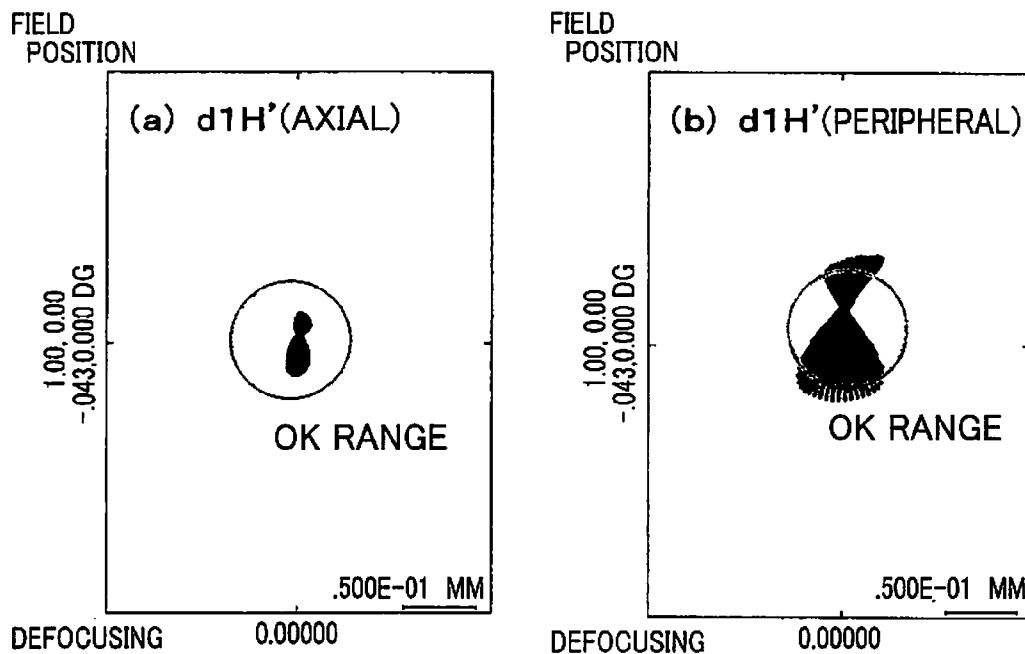 FIELD
POSITION
(a) d1H'(AXIAL)
1.00, 0.00
-.043,0.000 DG
OK RANGE
.500E-01 MM
DEFOCUSING 0.00000
FIELD
POSITION
(b) d1H'(PERIPHERAL)
1.00, 0.00
-.043,0.000 DG
OK RANGE
.500E-01 MM
DEFOCUSING 0.00000